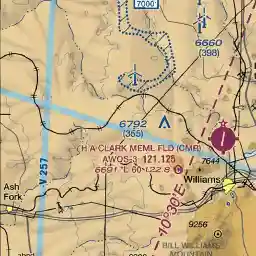 7000
6660
(398)
6792
(355)
H A CLARK MEML FLD (CMR)
AWOS-3 121.125
6691 *L 60 122.8 C
7644
Williams
V 257
Ash
Fork
10°30'E
9256
BILL WILLIAMS
MOUNTAIN